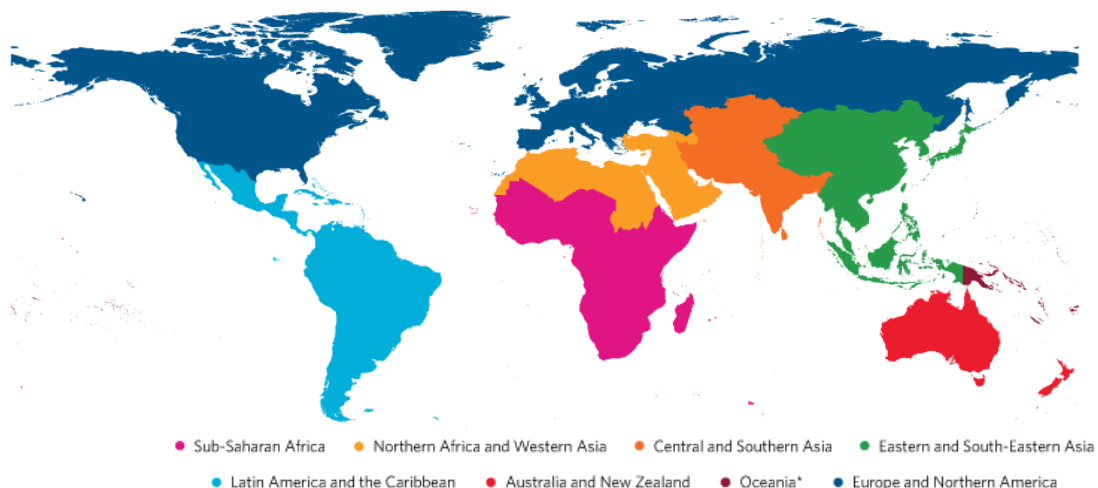 Sub-Saharan Africa Northern Africa and Western Asia Central and Southern Asia Eastern and South-Eastern Asia
Latin America and the Caribbean Australia and New Zealand Oceania* Europe and Northern America